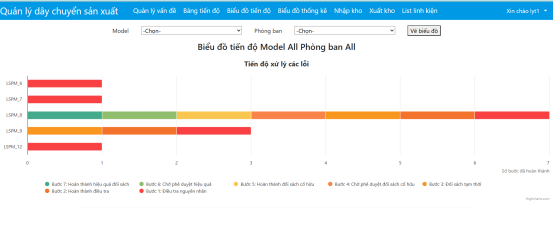 Quản lý dây chuyền sản xuất Quản lý vấn đề Bảng tiến độ Biểu đồ tiến độ Biểu đồ thống kê Nhập kho Xuất kho List linh kiện Xin chào lyt1
Model -Chọn- Phòng ban -Chọn- Vẽ biểu đồ
Biểu đồ tiến độ Model All Phòng ban All
Tiến độ xử lý các lỗi
LSPM_6
LSPM_7
LSPM_8
LSPM_9
LSPM_12
0 1 2 3 4 5 6 7
Số bước đã hoàn thành
Bước 7: Hoàn thành hiệu quả đối sách Bước 6: Chờ phê duyệt hiệu quả Bước 5: Hoàn thành đối sách cố hữu Bước 4: Chờ phê duyệt đối sách cố hữu Bước 3: Đối sách tạm thời
Bước 2: Hoàn thành điều tra Bước 1: Điều tra nguyên nhân
Highcharts.com